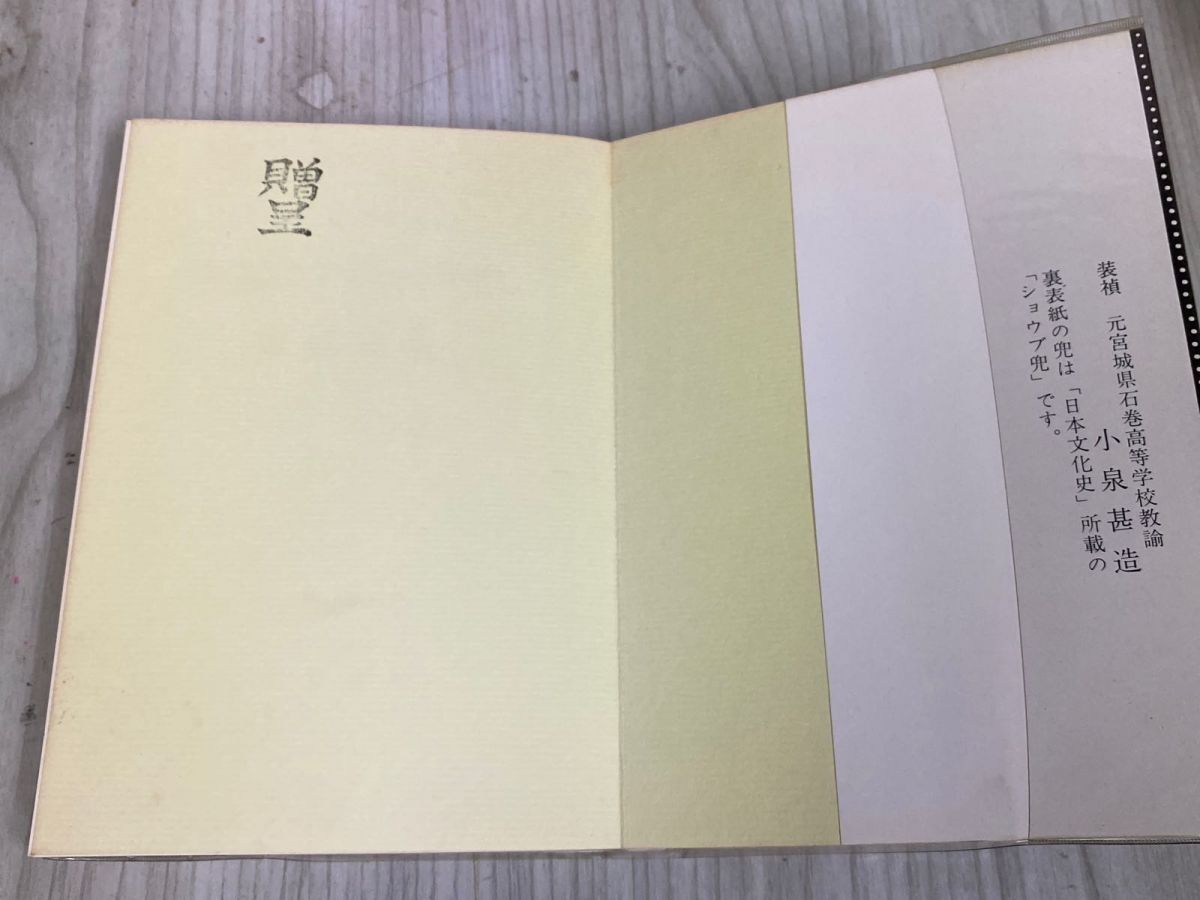 装禎　元宮城県石巻高等学校教諭
小泉甚造
裏表紙の兜は「日本文化史」所載の
「ショウブ兜」です。
贈呈